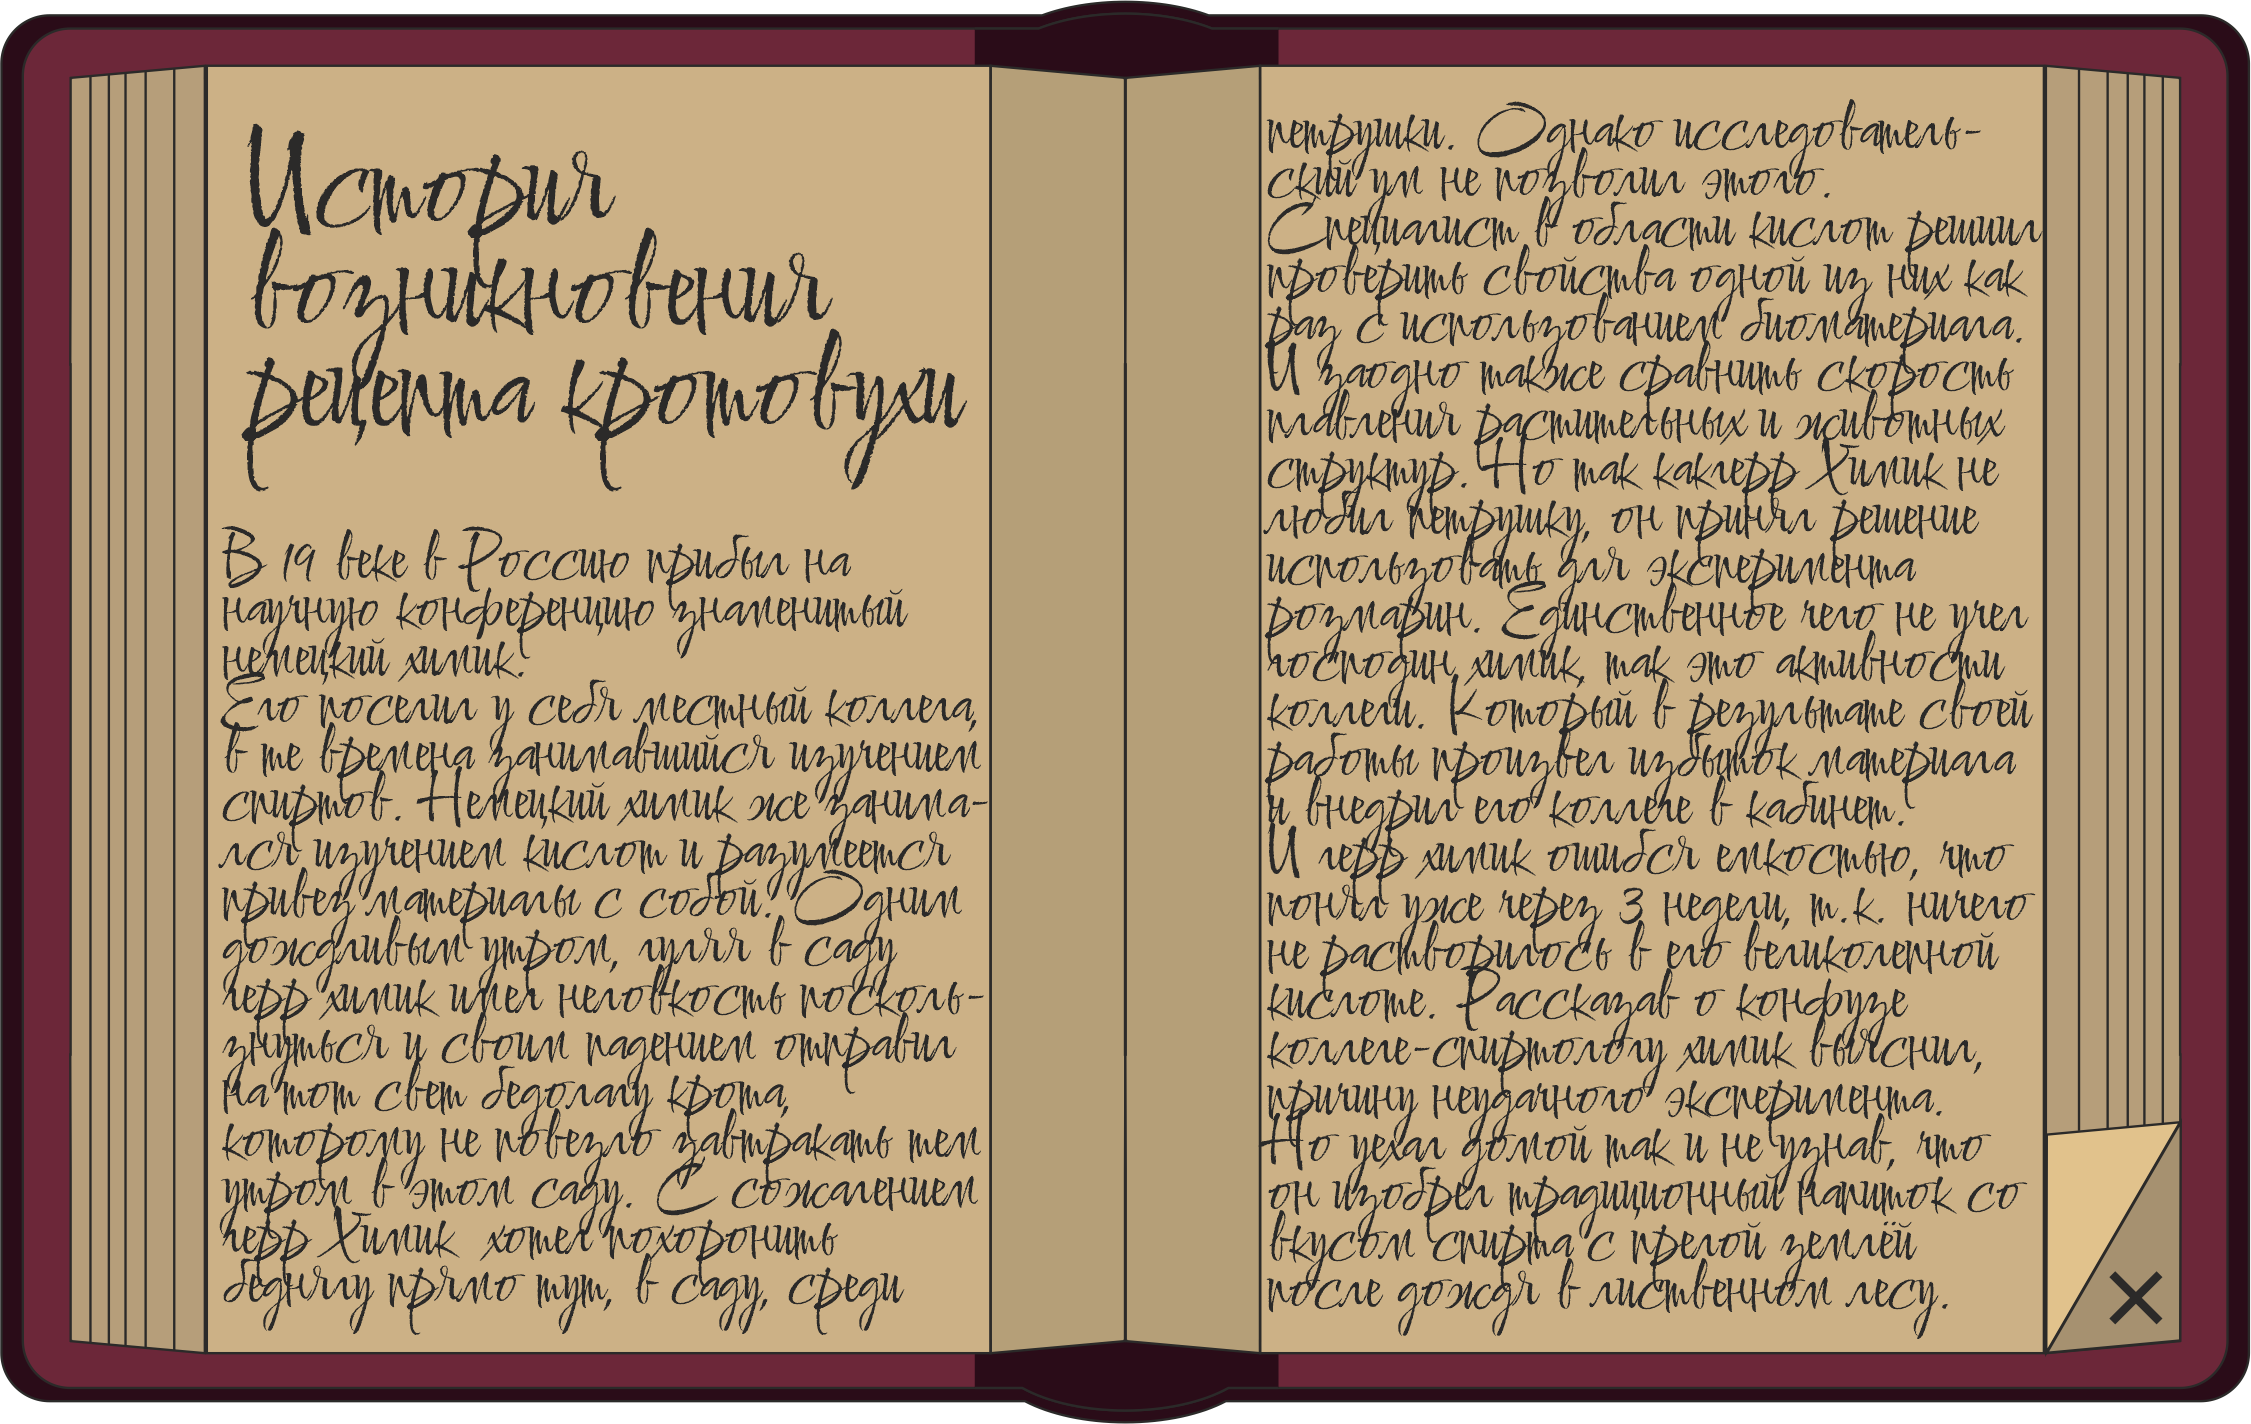 История
возникновения
рецепта кротовухи
В 19 веке в Россию прибыл на
научную конференцию знаменитый
немецкий химик.
Его поселил у себя местный коллега,
в те времена занимавшийся изучением
спиртов. Немецкий химик же занима-
лся изучением кислот и разумеется
привез материалы с собой. Одним
дождливым утром, гуляя в саду
герр химик имел неловкость посколь-
знуться и своим падением отправил
на тот свет бедолагу крота,
которому не повезло завтракать тем
утром в этом саду. С сожалением
герр Химик хотел похоронить
беднягу прямо тут, в саду, среди
петрушки. Однако исследователь-
ский ум не позволил этого.
Специалист в области кислот решил
проверить свойства одной из них как
раз с использованием биоматериала.
И заодно также сравнить скорость
плавления растительных и животных
структур. Но так какгерр Химик не
любил петрушку, он принял решение
использовать для эксперимента
розмарин. Единственное чего не учел
господин химик, так это активности
коллеги. Который в результате своей
работы произвел избыток материала
и внедрил его коллеге в кабинет.
И герр химик ошибся емкостью, что
понял уже через 3 недели, т.к. ничего
не растворилось в его великолепной
кислоте. Рассказав о конфузе
коллеге-спиртологу химик выяснил,
причину неудачного эксперимента.
Но уехал домой так и не узнав, что
он изобрел традиционный напиток со
вкусом спирта с прелой землёй
после дождя в лиственном лесу.